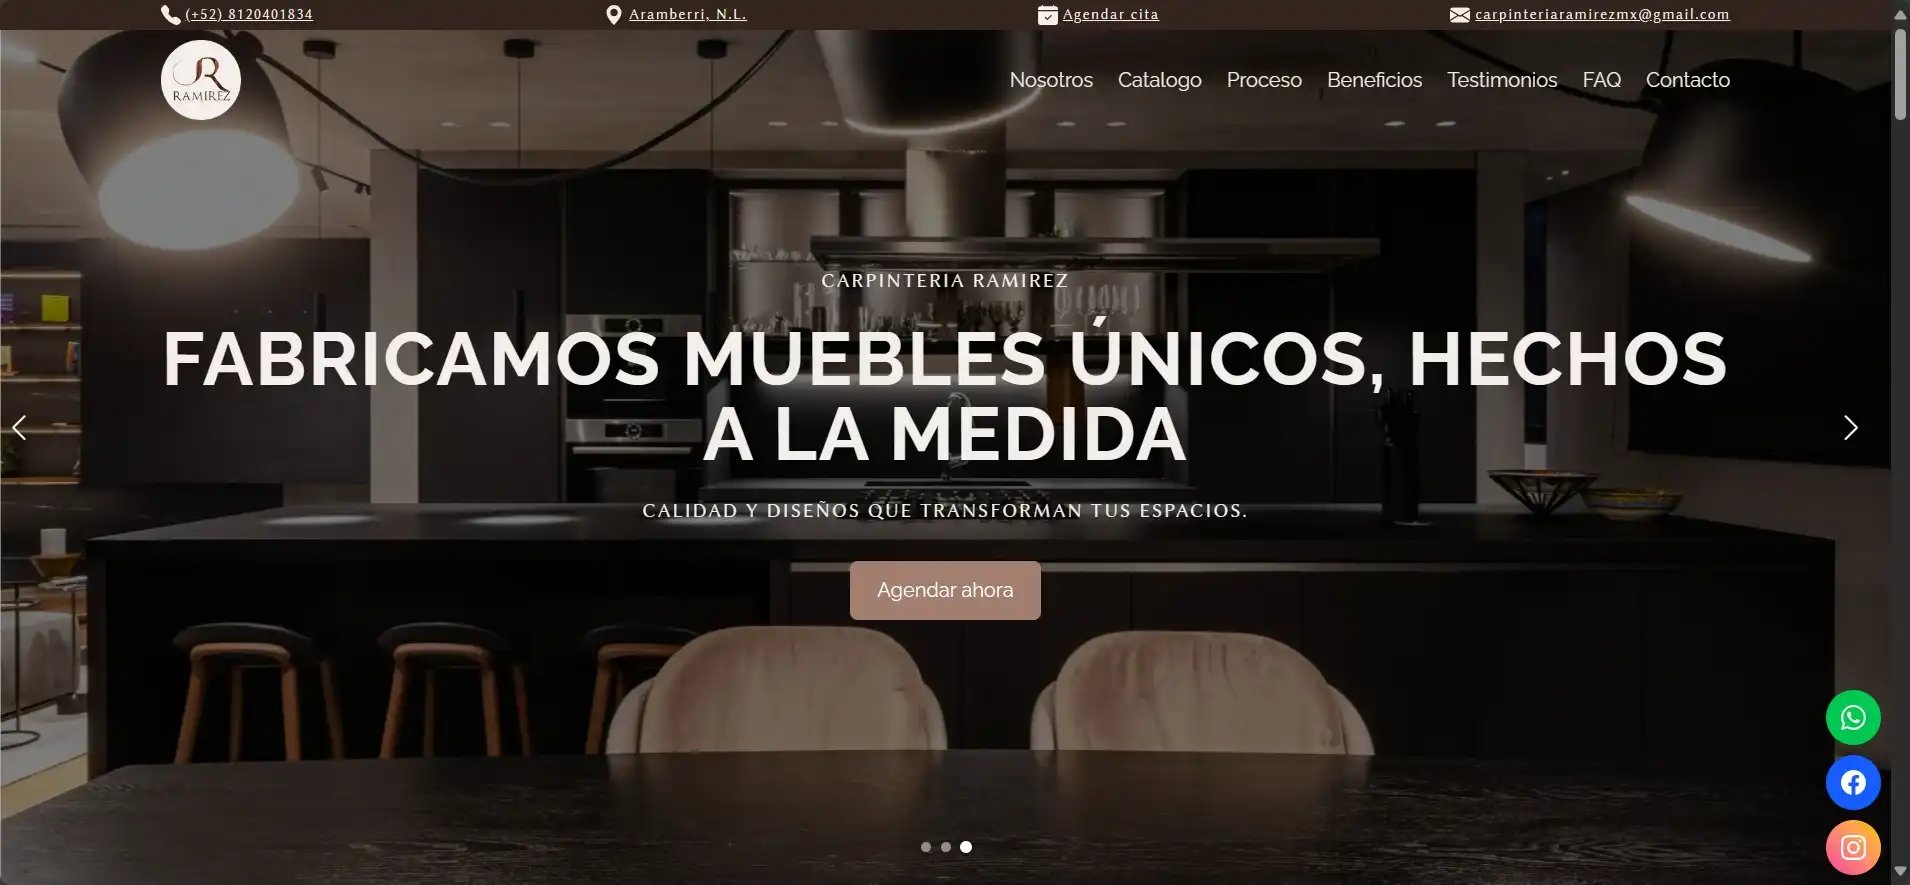 (+52) 8120401834
Aramberri, N.L.
Agendar cita
carpinteriaramirezmx@gmail.com
R
RAMIREZ
Nosotros
Catalogo
Proceso
Beneficios
Testimonios
FAQ
Contacto
CARPINTERIA RAMIREZ
FABRICAMOS MUEBLES ÚNICOS, HECHOS
A LA MEDIDA
CALIDAD Y DISEÑOS QUE TRANSFORMAN TUS ESPACIOS.
Agendar ahora